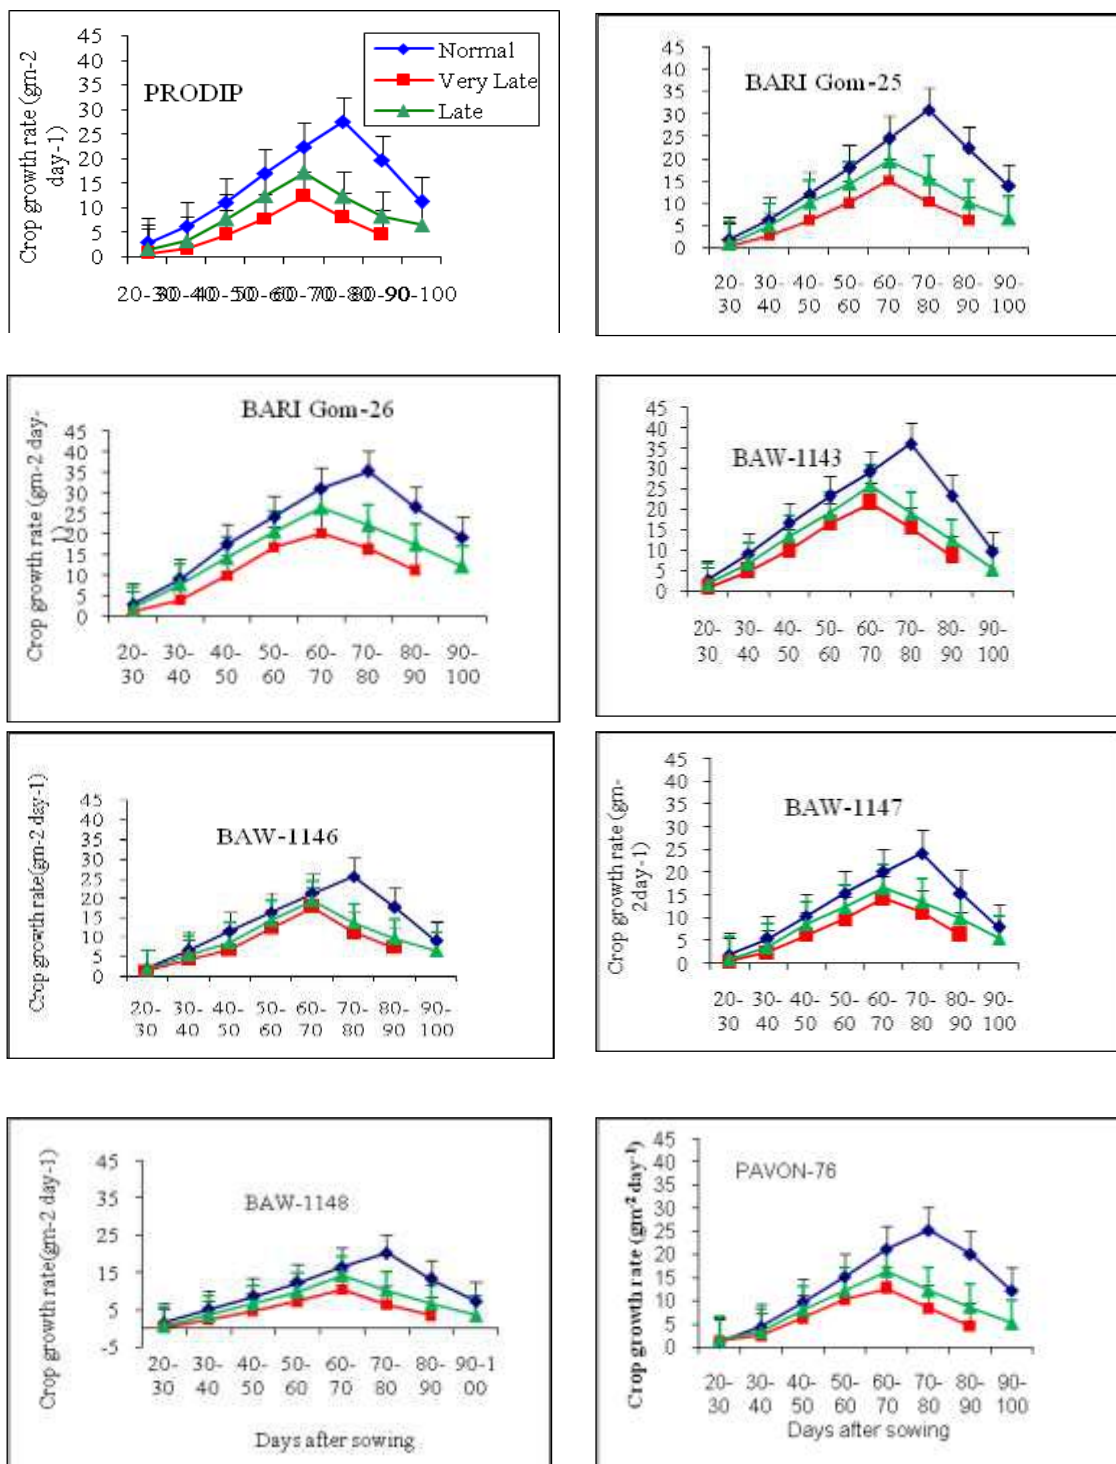 45
40
35
30
25
20
15
10
5
0
Crop growth rate (gm-2
day-1)
PRODIP
Normal
Very Late
Late
20-30 30-40 40-50 50-60 60-70 70-80 80-90 90-100
45
40
35
30
25
20
15
10
5
0
BARI Gom-25
20- 30- 40- 50- 60- 70- 80- 90-
30 40 50 60 70 80 90 100
Crop growth rate (gm-2 day-
1)
BARI Gom-26
45
40
35
30
25
20
15
10
5
0
20- 30- 40- 50- 60- 70- 80- 90-
30 40 50 60 70 80 90 100
45
40
35
30
25
20
15
10
5
0
BAW-1143
20- 30- 40- 50- 60- 70- 80- 90-
30 40 50 60 70 80 90 100
Crop growth rate(gm-2 day-1)
45
40
35
30
25
20
15
10
5
0
BAW-1146
20- 30- 40- 50- 60- 70- 80- 90-
30 40 50 60 70 80 90 100
Crop growth rate (gm-
2day-1)
45
40
35
30
25
20
15
10
5
0
BAW-1147
20- 30- 40- 50- 60- 70- 80- 90-
30 40 50 60 70 80 90 100
Crop growth rate(gm-2 day-1)
45
35
25
15
5
-5
BAW-1148
20- 30- 40- 50- 60- 70- 80- 90-1
30 40 50 60 70 80 90 00
Days after sowing
Crop growth rate (gm-2 day-1)
45
40
35
30
25
20
15
10
5
0
PAVON-76
20- 30- 40- 50- 60- 70- 80- 90-
30 40 50 60 70 80 90 100
Days after sowing